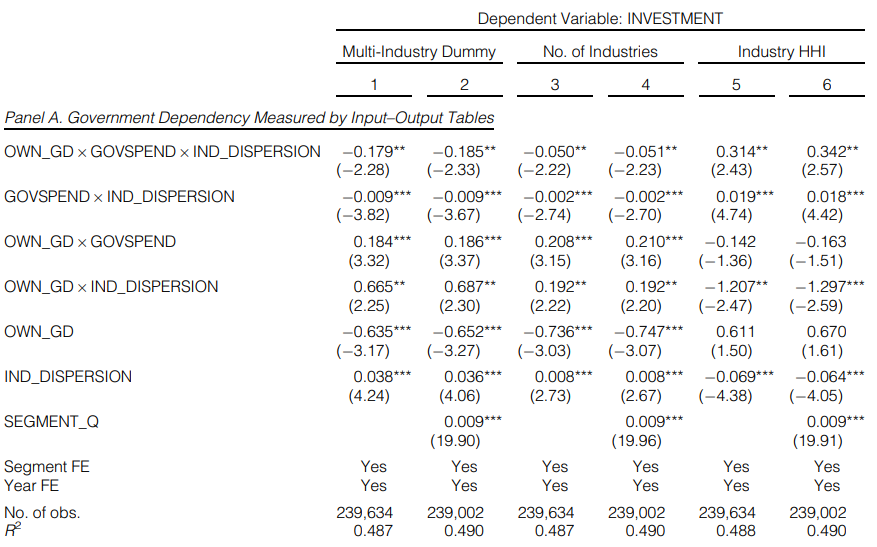 Dependent Variable: INVESTMENT
Multi-Industry Dummy No. of Industries Industry HHI
1 2 3 4 5 6
Panel A. Government Dependency Measured by Input–Output Tables
OWN_GD × GOVSPEND × IND_DISPERSION −0.179** −0.185** −0.050** −0.051** 0.314** 0.342**
(−2.28) (−2.33) (−2.22) (−2.23) (2.43) (2.57)
GOVSPEND × IND_DISPERSION −0.009*** −0.009*** −0.002*** −0.002*** 0.019*** 0.018***
(−3.82) (−3.67) (−2.74) (−2.70) (4.74) (4.42)
OWN_GD × GOVSPEND 0.184*** 0.186*** 0.208*** 0.210*** −0.142 −0.163
(3.32) (3.37) (3.15) (3.16) (−1.36) (−1.51)
OWN_GD × IND_DISPERSION 0.665** 0.687** 0.192** 0.192** −1.207** −1.297***
(2.25) (2.30) (2.22) (2.20) (−2.47) (−2.59)
OWN_GD −0.635*** −0.652*** −0.736*** −0.747*** 0.611 0.670
(−3.17) (−3.27) (−3.03) (−3.07) (1.50) (1.61)
IND_DISPERSION 0.038*** 0.036*** 0.008*** 0.008*** −0.069*** −0.064***
(4.24) (4.06) (2.73) (2.67) (−4.38) (−4.05)
SEGMENT_Q 0.009*** 0.009*** 0.009***
(19.90) (19.96) (19.91)
Segment FE Yes Yes Yes Yes Yes Yes
Year FE Yes Yes Yes Yes Yes Yes
No. of obs. 239,634 239,002 239,634 239,002 239,634 239,002
R² 0.487 0.490 0.487 0.490 0.488 0.490